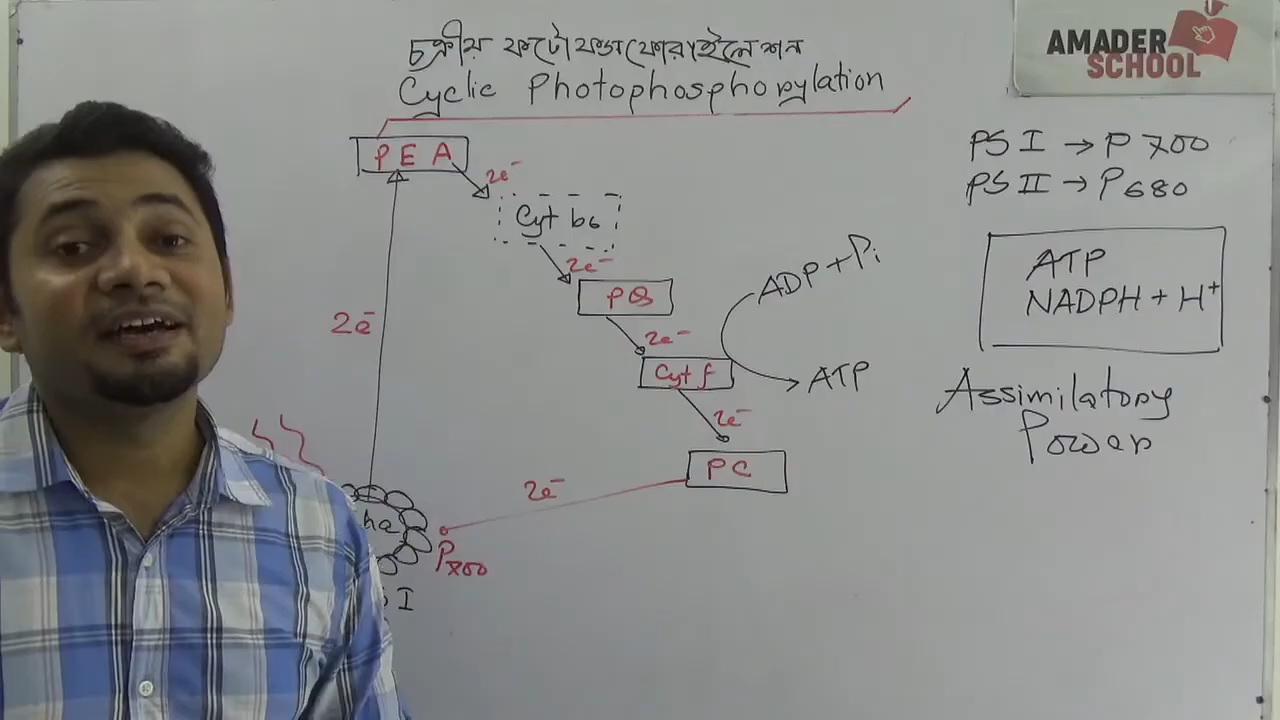 চক্রীয় ফটোফসফোরাইলেশন
Cyclic Photophosphorylation
AMADER
SCHOOL
PEA
2e⁻
Cyt b6
2e⁻
PQ
2e⁻
Cyt f
2e⁻
PC
2e⁻
2e⁻
P700
I
ADP + Pi
ATP
PS I → P 700
PS II → P680
ATP
NADPH + H⁺
Assimilatory
Power